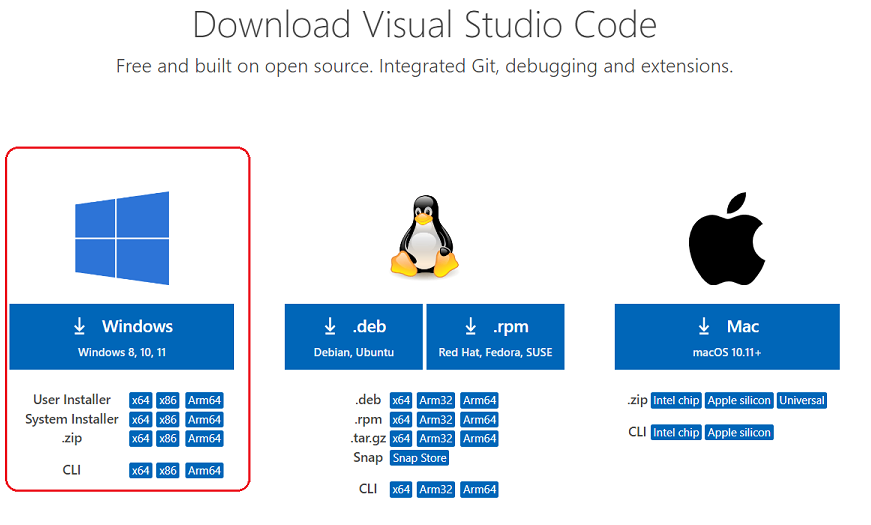 Download Visual Studio Code
Free and built on open source. Integrated Git, debugging and extensions.
Windows
Windows 8, 10, 11
User Installer x64 x86 Arm64
System Installer x64 x86 Arm64
.zip x64 x86 Arm64
CLI x64 x86 Arm64
.deb
Debian, Ubuntu
.rpm
Red Hat, Fedora, SUSE
.deb x64 Arm32 Arm64
.rpm x64 Arm32 Arm64
.tar.gz x64 Arm32 Arm64
Snap Snap Store
CLI x64 Arm32 Arm64
Mac
macOS 10.11+
.zip Intel chip Apple silicon Universal
CLI Intel chip Apple silicon